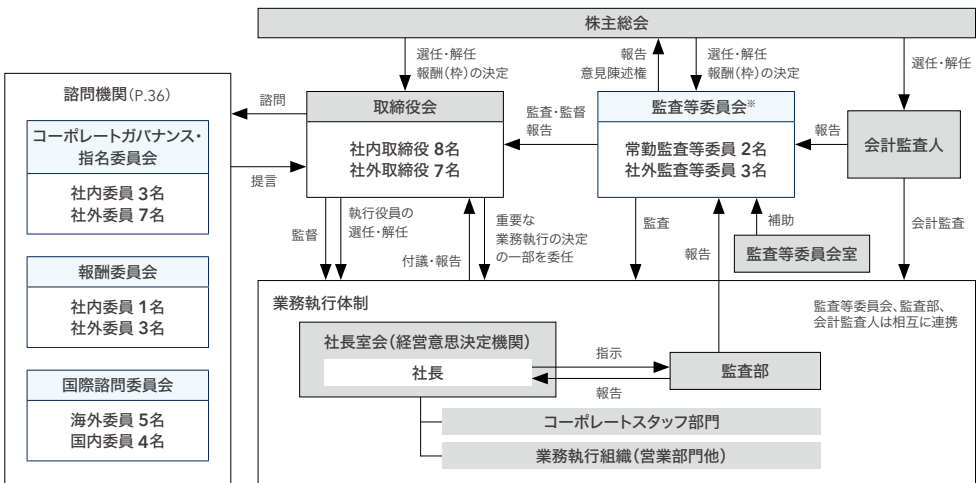 株主総会
選任・解任
報酬(枠)の決定
報告
意見陳述権
選任・解任
報酬(枠)の決定
選任・解任
諮問機関(P.36)
コーポレートガバナンス・
指名委員会
社内委員 3名
社外委員 7名
報酬委員会
社内委員 1名
社外委員 3名
国際諮問委員会
海外委員 5名
国内委員 4名
諮問
提言
取締役会
社内取締役 8名
社外取締役 7名
監査・監督
報告
監査等委員会※
常勤監査等委員 2名
社外監査等委員 3名
報告
会計監査人
監督
執行役員の
選任・解任
付議・報告
重要な
業務執行の決定
の一部を委任
監査
報告
補助
監査等委員会室
会計監査
業務執行体制
監査等委員会、監査部、
会計監査人は相互に連携
社長室会(経営意思決定機関)
社長
指示
報告
監査部
コーポレートスタッフ部門
業務執行組織(営業部門他)